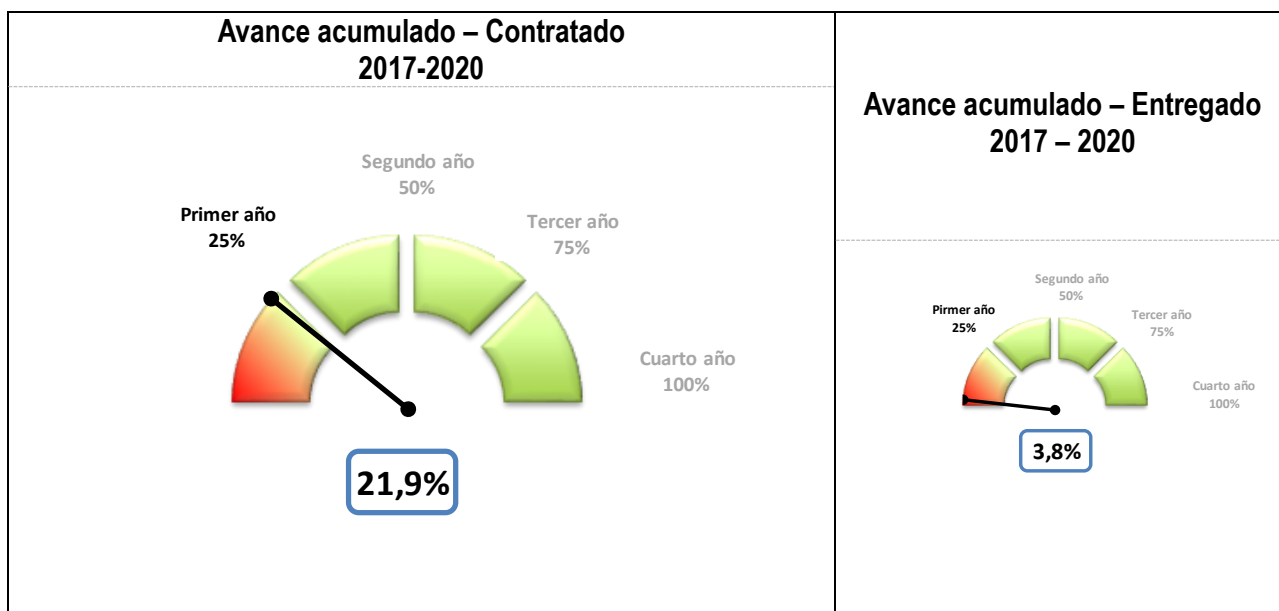 Avance acumulado – Contratado
2017-2020
Segundo año
50%
Primer año
25%
Tercer año
75%
Cuarto año
100%
21,9%
Avance acumulado – Entregado
2017 – 2020
Segundo año
50%
Pirmer año
25%
Tercer año
75%
Cuarto año
100%
3,8%